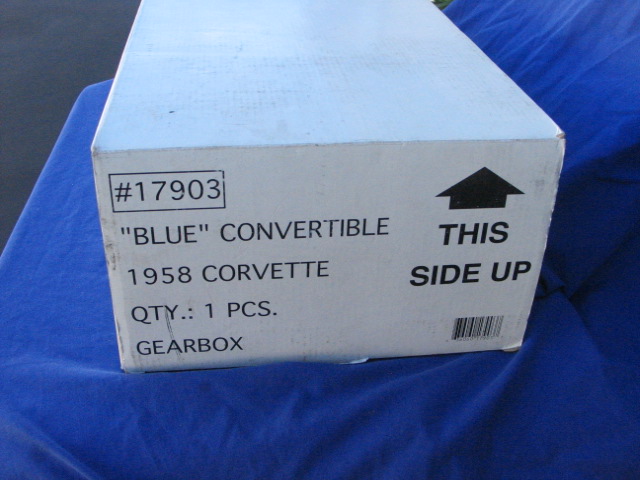 #17903
"BLUE" CONVERTIBLE
1958 CORVETTE
QTY.: 1 PCS.
GEARBOX
THIS
SIDE UP